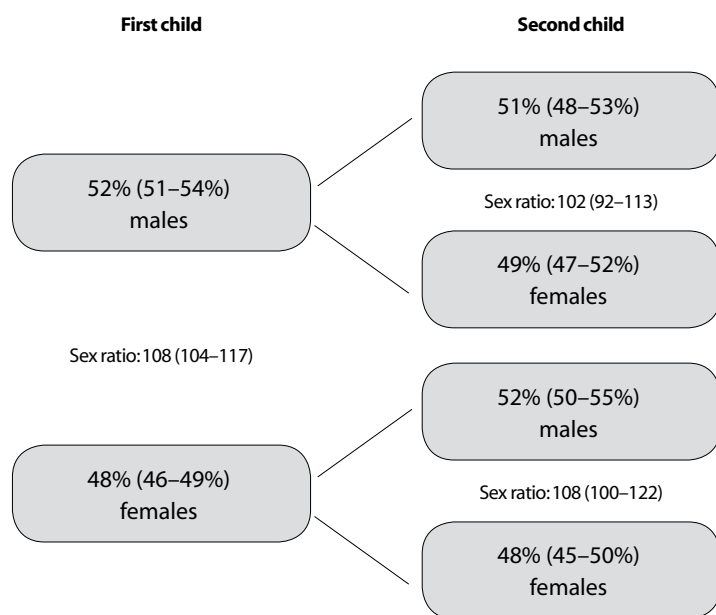 First child
Second child
51% (48–53%)
males
52% (51–54%)
males
Sex ratio: 102 (92–113)
49% (47–52%)
females
Sex ratio: 108 (104–117)
52% (50–55%)
males
48% (46–49%)
females
Sex ratio: 108 (100–122)
48% (45–50%)
females